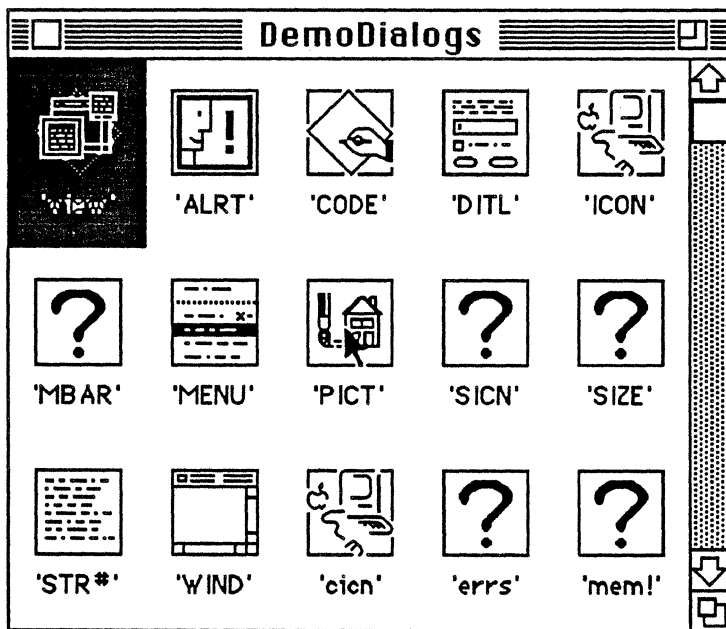 DemoDialogs
'view'
'ALRT'
'CODE'
'DITL'
'ICON'
'MBAR'
'MENU'
'PICT'
'SICN'
'SIZE'
'STR#'
'WIND'
'cicn'
'errs'
'mem!'